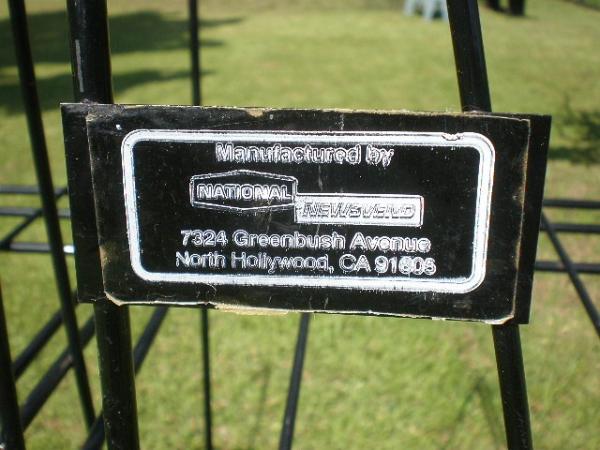 Manufactured by
NATIONAL
NEWSVEND
7324 Greenbush Avenue
North Hollywood, CA 91605